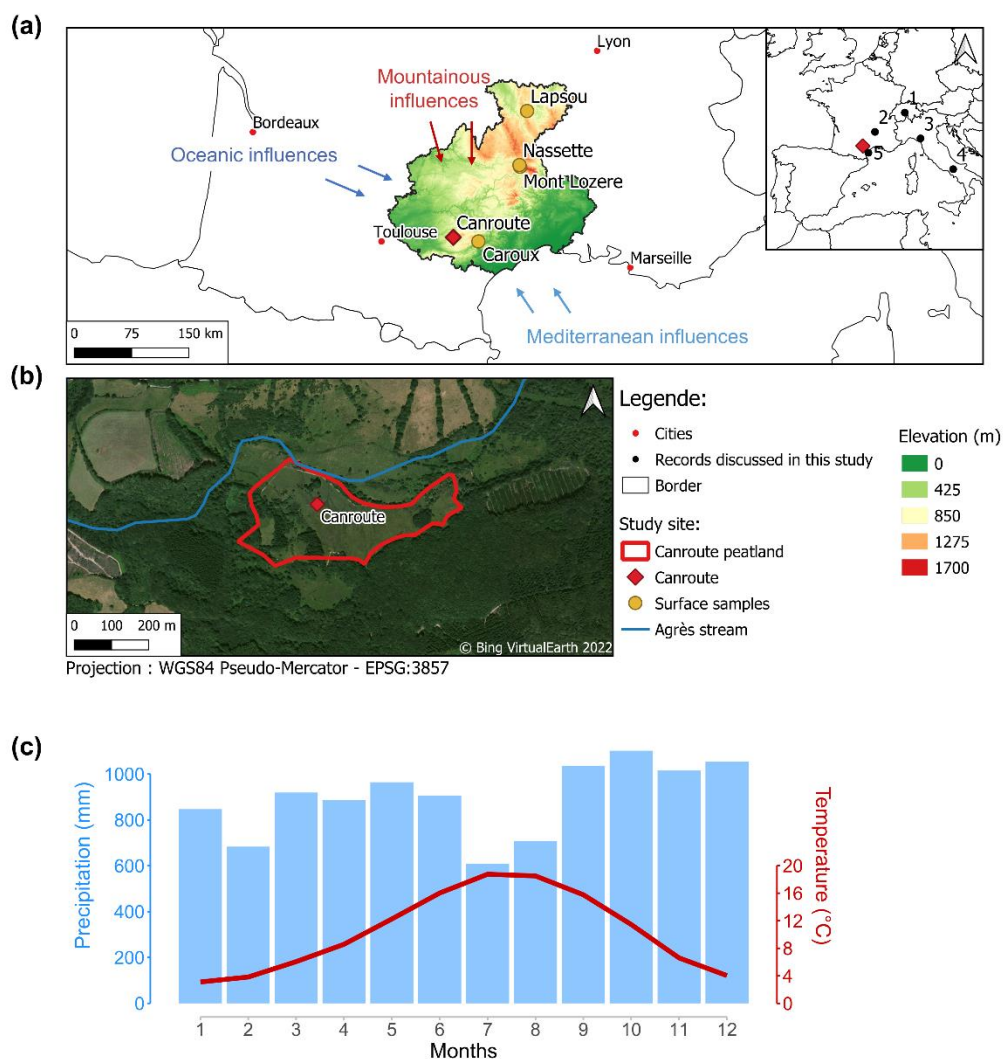 (a)
Lyon
Mountainous
influences
Lapsou
Bordeaux
Oceanic influences
Nassette
Mont Lozere
Canroute
Toulouse
Caroux
Marseille
Mediterranean influences
0 75 150 km
1
2
3
4
5
(b)
Canroute
0 100 200 m
© Bing VirtualEarth 2022
Projection : WGS84 Pseudo-Mercator - EPSG:3857
Legende:
Cities
Records discussed in this study
Border
Study site:
Canroute peatland
Canroute
Surface samples
Agrès stream
Elevation (m)
0
425
850
1275
1700
(c)
Precipitation (mm)
1000
800
600
400
200
0
Temperature (°C)
20
16
12
8
4
0
1 2 3 4 5 6 7 8 9 10 11 12
Months